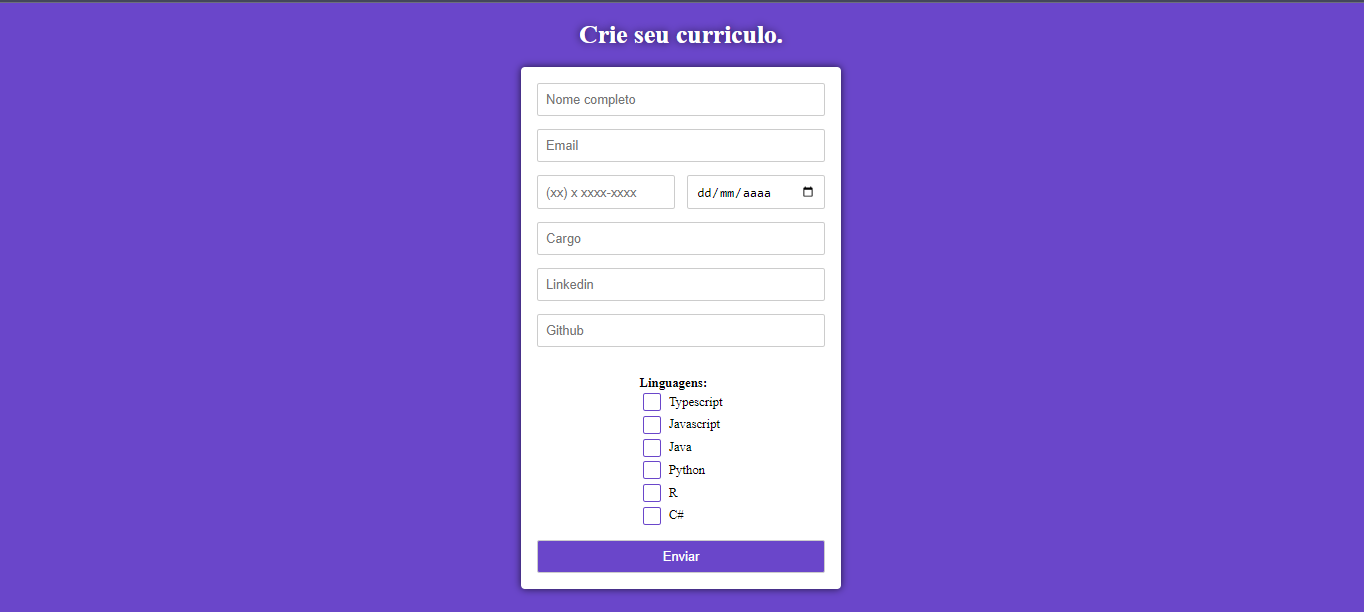 Crie seu curriculo.
Nome completo
Email
(xx) x xxxx-xxxx dd/mm/aaaa
Cargo
Linkedin
Github
Linguagens:
Typescript
Javascript
Java
Python
R
C#
Enviar